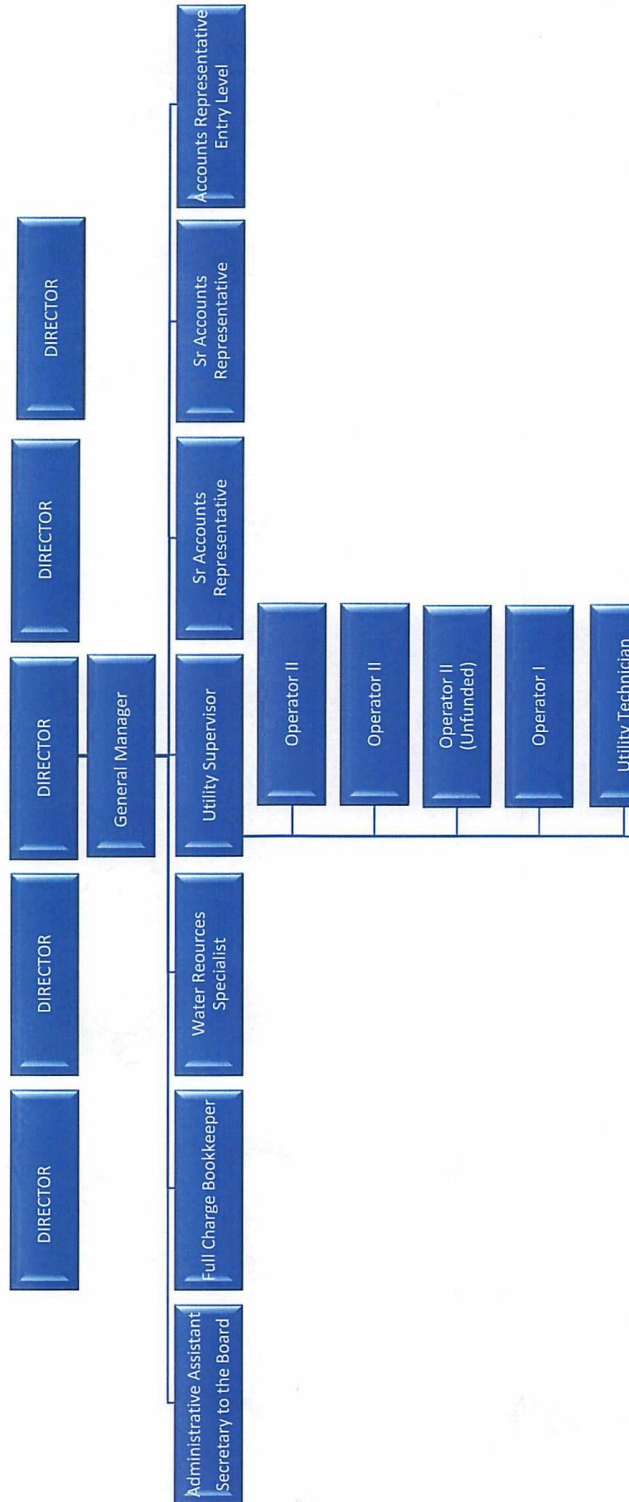 DIRECTOR
DIRECTOR
DIRECTOR
DIRECTOR
DIRECTOR
General Manager
Administrative Assistant
Secretary to the Board
Full Charge Bookkeeper
Water Reources
Specialist
Utility Supervisor
Sr Accounts
Representative
Sr Accounts
Representative
Accounts Representative
Entry Level
Operator II
Operator II
Operator II
(Unfunded)
Operator I
Utility Technician